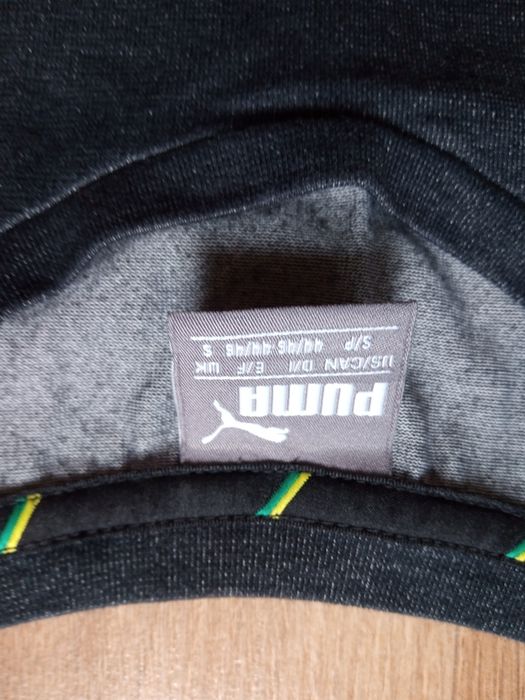 PUMA
US/CAN D/I E/F UK
S/P 44/46 44/46 S